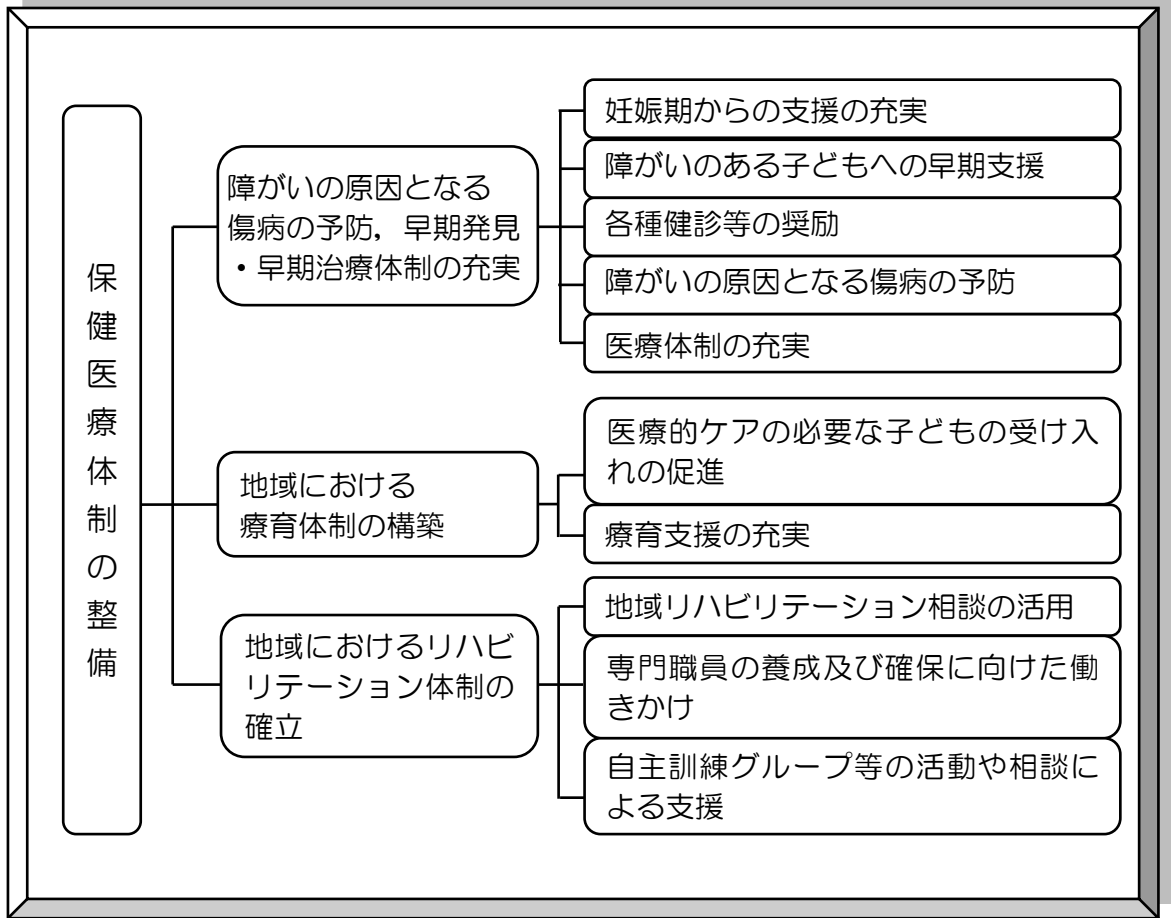 保健医療体制の整備
障がいの原因となる
傷病の予防，早期発見
・早期治療体制の充実
妊娠期からの支援の充実
障がいのある子どもへの早期支援
各種健診等の奨励
障がいの原因となる傷病の予防
医療体制の充実
地域における
療育体制の構築
医療的ケアの必要な子どもの受け入
れの促進
療育支援の充実
地域におけるリハビ
リテーション体制の
確立
地域リハビリテーション相談の活用
専門職員の養成及び確保に向けた働
きかけ
自主訓練グループ等の活動や相談に
よる支援